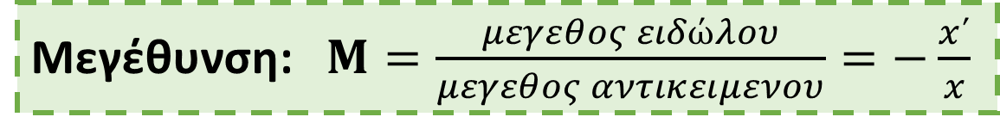 Μεγέθυνση: Μ = μεγεθος ειδώλου / μεγεθος αντικειμενου = − x′ / x